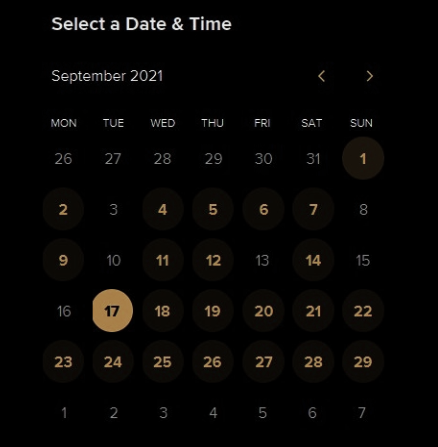 Select a Date & Time
September 2021
MON TUE WED THU FRI SAT SUN
26 27 28 29 30 31 1
2 3 4 5 6 7 8
9 10 11 12 13 14 15
16 17 18 19 20 21 22
23 24 25 26 27 28 29
1 2 3 4 5 6 7